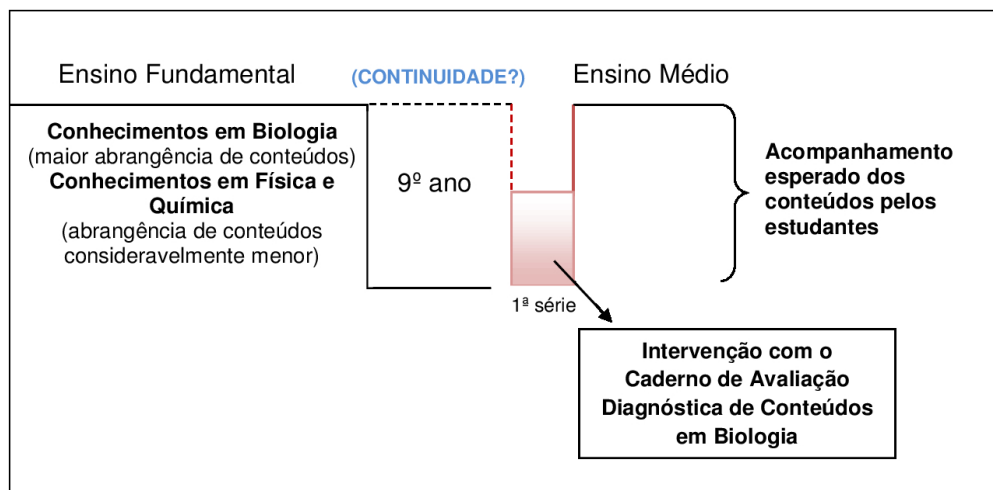 Ensino Fundamental
(CONTINUIDADE?)
Ensino Médio
Conhecimentos em Biologia
(maior abrangência de conteúdos)
Conhecimentos em Física e
Química
(abrangência de conteúdos
consideravelmente menor)
9º ano
1ª série
Acompanhamento
esperado dos
conteúdos pelos
estudantes
Intervenção com o
Caderno de Avaliação
Diagnóstica de Conteúdos
em Biologia